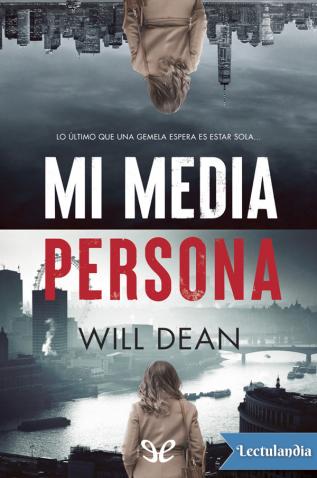 LO ÚLTIMO QUE UNA GEMELA ESPERA ES ESTAR SOLA...
MI MEDIA
PERSONA
WILL DEAN
Lectulandia